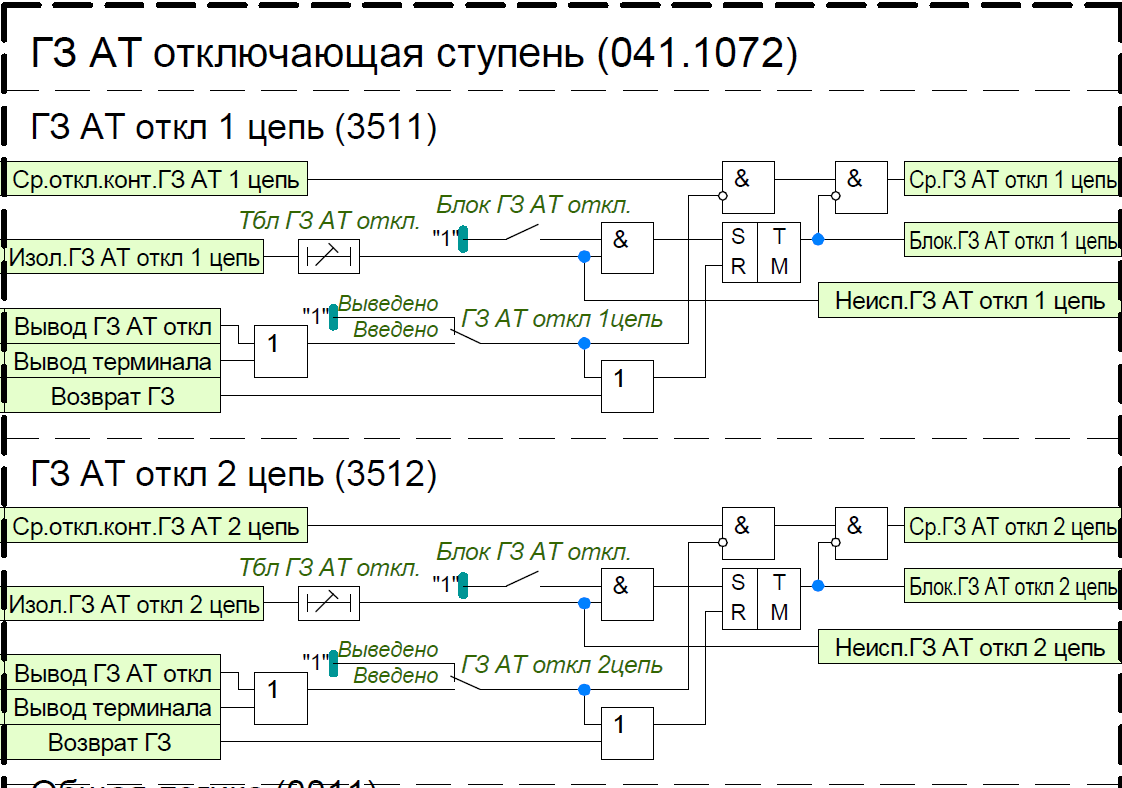 ГЗ АТ отключающая ступень (041.1072)
ГЗ АТ откл 1 цепь (3511)
Ср.откл.конт.ГЗ АТ 1 цепь
&
&
Ср.ГЗ АТ откл 1 цепь
Тбл ГЗ АТ откл.
Блок ГЗ АТ откл.
"1"
&
S T
R M
Блок.ГЗ АТ откл 1 цепь
Изол.ГЗ АТ откл 1 цепь
Неисп.ГЗ АТ откл 1 цепь
"1"
Выведено
Введено
ГЗ АТ откл 1цепь
Вывод ГЗ АТ откл
1
Вывод терминала
Возврат ГЗ
1
ГЗ АТ откл 2 цепь (3512)
Ср.откл.конт.ГЗ АТ 2 цепь
&
&
Ср.ГЗ АТ откл 2 цепь
Тбл ГЗ АТ откл.
Блок ГЗ АТ откл.
"1"
&
S T
R M
Блок.ГЗ АТ откл 2 цепь
Изол.ГЗ АТ откл 2 цепь
Неисп.ГЗ АТ откл 2 цепь
"1"
Выведено
Введено
ГЗ АТ откл 2цепь
Вывод ГЗ АТ откл
1
Вывод терминала
Возврат ГЗ
1